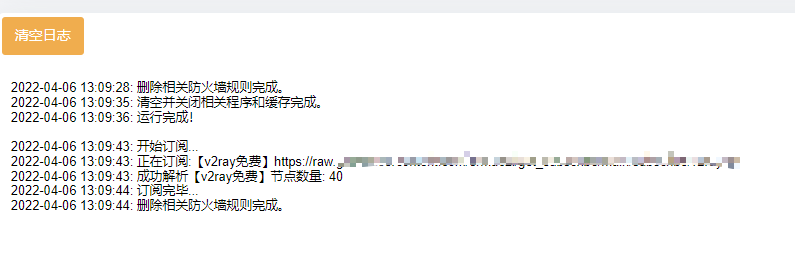 清空日志
2022-04-06 13:09:28: 删除相关防火墙规则完成。
2022-04-06 13:09:35: 清空并关闭相关程序和缓存完成。
2022-04-06 13:09:36: 运行完成!
2022-04-06 13:09:43: 开始订阅...
2022-04-06 13:09:43: 正在订阅:【v2ray免费】https://raw.
2022-04-06 13:09:43: 成功解析【v2ray免费】节点数量: 40
2022-04-06 13:09:44: 订阅完毕...
2022-04-06 13:09:44: 删除相关防火墙规则完成。